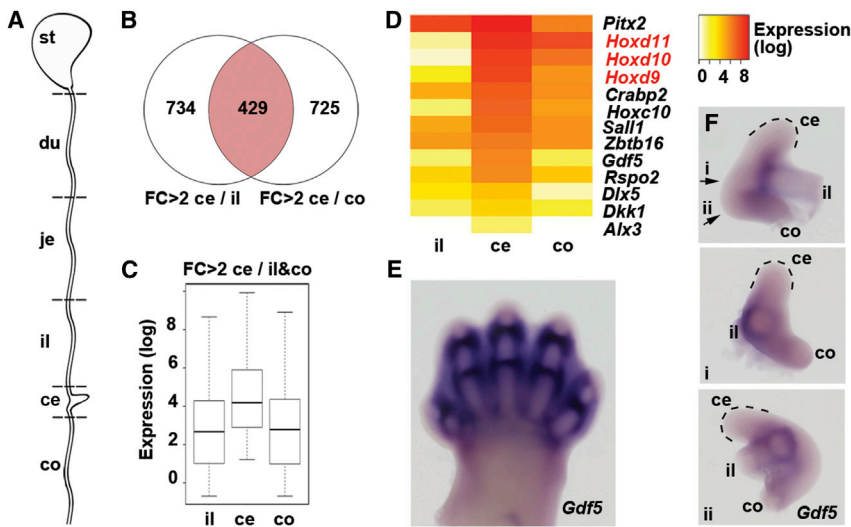 A
st
du
je
il
ce
co
B
734
429
725
FC>2 ce / il
FC>2 ce / co
C
FC>2 ce / il&co
Expression (log)
8
6
4
2
0
il
ce
co
D
Pitx2
Hoxd11
Hoxd10
Hoxd9
Crabp2
Hoxc10
Sall1
Zbtb16
Gdf5
Rspo2
Dlx5
Dkk1
Alx3
il
ce
co
Expression
(log)
0 4 8
E
Gdf5
F
ce
i
ii
il
co
ce
il
co
i
ce
il
co
ii
Gdf5